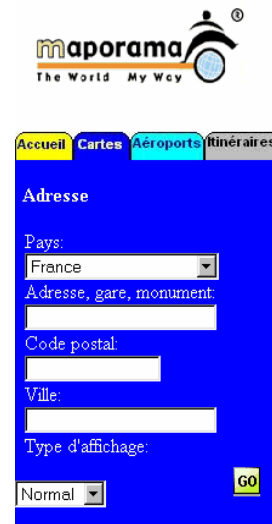 ®
maporama
The World My Way
Accueil Cartes Aéroports Itinéraires
Adresse
Pays:
France
Adresse, gare, monument:
Code postal:
Ville:
Type d'affichage:
GO
Normal